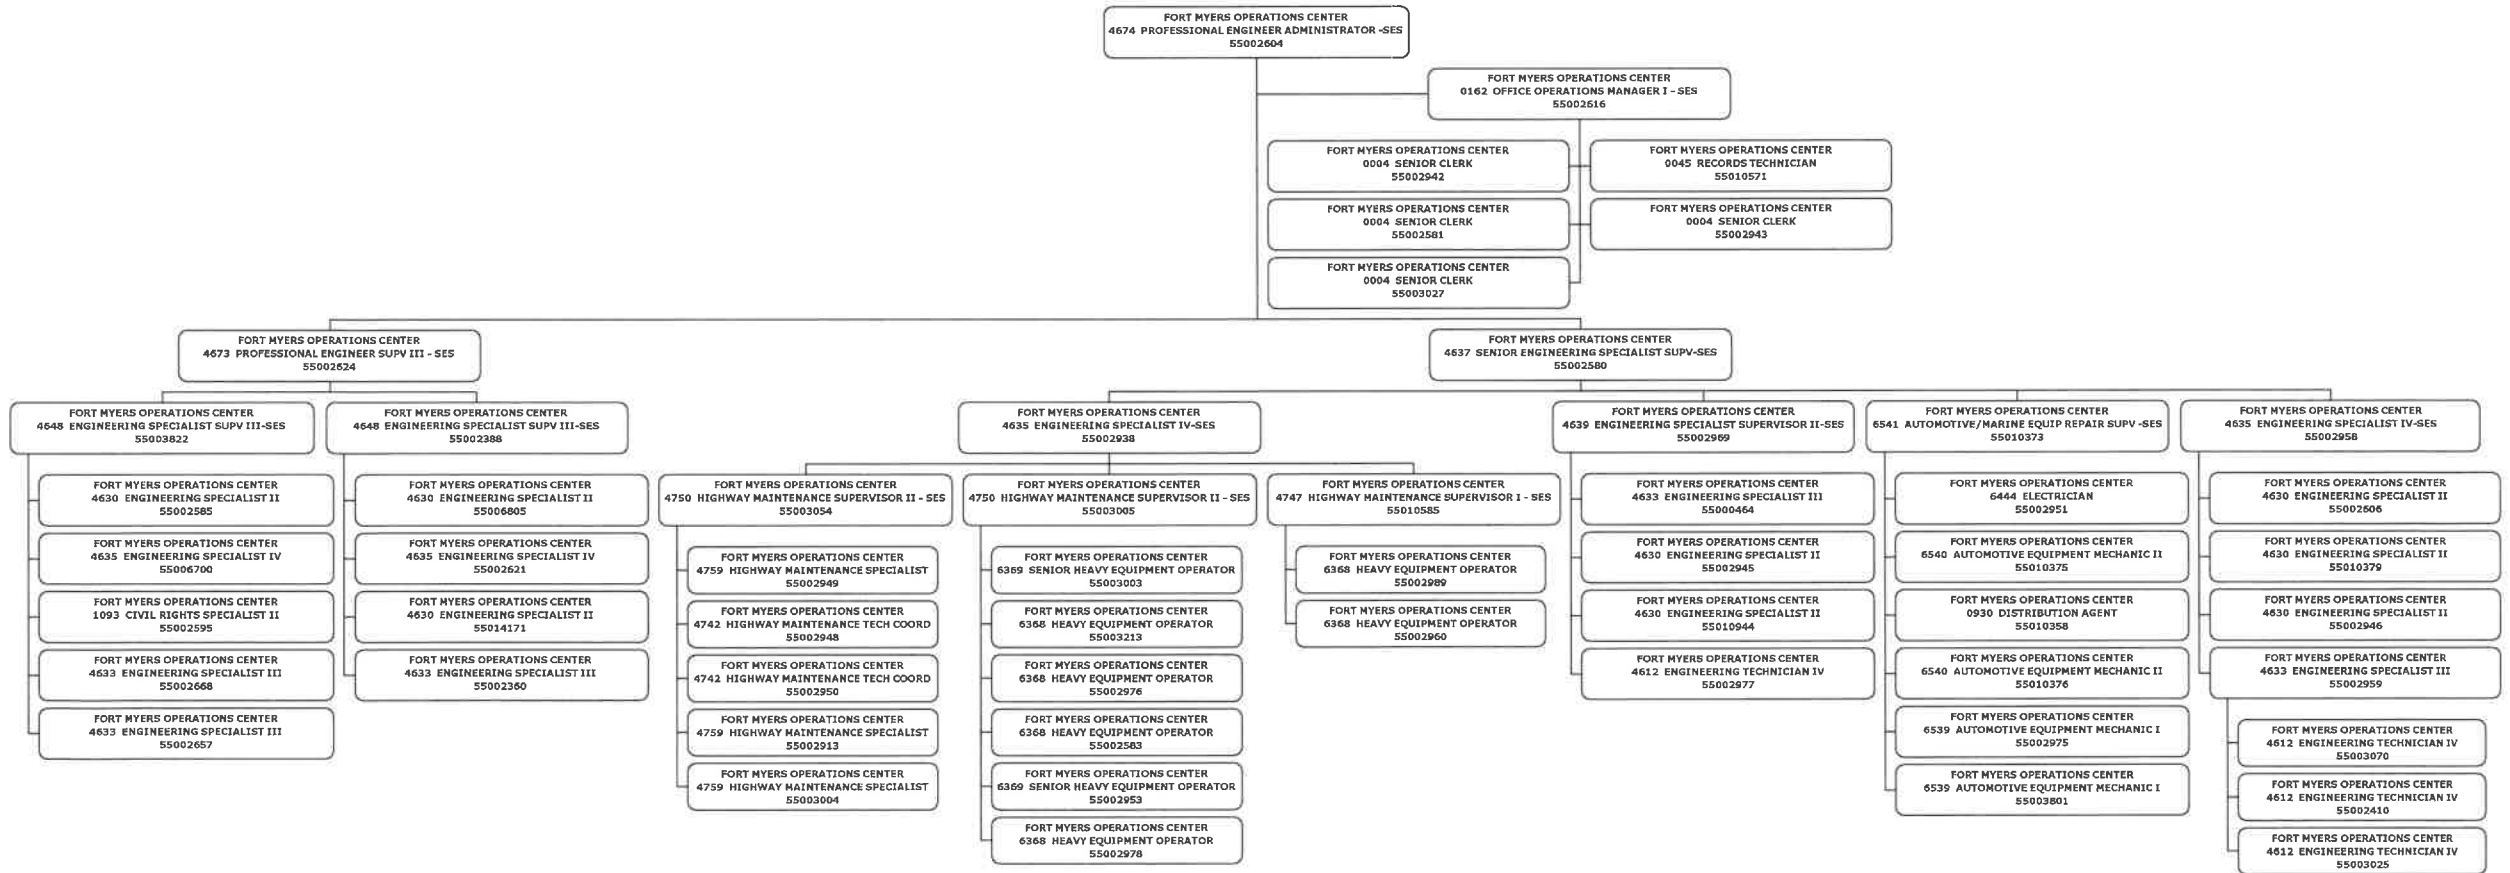 FORT MYERS OPERATIONS CENTER
4674 PROFESSIONAL ENGINEER ADMINISTRATOR -SES
55002604
FORT MYERS OPERATIONS CENTER
0162 OFFICE OPERATIONS MANAGER I - SES
55002616
FORT MYERS OPERATIONS CENTER
0004 SENIOR CLERK
55002942
FORT MYERS OPERATIONS CENTER
0045 RECORDS TECHNICIAN
55010571
FORT MYERS OPERATIONS CENTER
0004 SENIOR CLERK
55002581
FORT MYERS OPERATIONS CENTER
0004 SENIOR CLERK
55002943
FORT MYERS OPERATIONS CENTER
0004 SENIOR CLERK
55003027
FORT MYERS OPERATIONS CENTER
4673 PROFESSIONAL ENGINEER SUPV III - SES
55002624
FORT MYERS OPERATIONS CENTER
4637 SENIOR ENGINEERING SPECIALIST SUPV-SES
55002580
FORT MYERS OPERATIONS CENTER
4648 ENGINEERING SPECIALIST SUPV III-SES
55003822
FORT MYERS OPERATIONS CENTER
4630 ENGINEERING SPECIALIST II
55002585
FORT MYERS OPERATIONS CENTER
4635 ENGINEERING SPECIALIST IV
55006700
FORT MYERS OPERATIONS CENTER
1093 CIVIL RIGHTS SPECIALIST II
55002595
FORT MYERS OPERATIONS CENTER
4633 ENGINEERING SPECIALIST III
55002668
FORT MYERS OPERATIONS CENTER
4633 ENGINEERING SPECIALIST III
55002657
FORT MYERS OPERATIONS CENTER
4648 ENGINEERING SPECIALIST SUPV III-SES
55002388
FORT MYERS OPERATIONS CENTER
4630 ENGINEERING SPECIALIST II
55006805
FORT MYERS OPERATIONS CENTER
4635 ENGINEERING SPECIALIST IV
55002621
FORT MYERS OPERATIONS CENTER
4630 ENGINEERING SPECIALIST II
55014171
FORT MYERS OPERATIONS CENTER
4633 ENGINEERING SPECIALIST III
55002360
FORT MYERS OPERATIONS CENTER
4635 ENGINEERING SPECIALIST IV-SES
55002938
FORT MYERS OPERATIONS CENTER
4750 HIGHWAY MAINTENANCE SUPERVISOR II - SES
55003054
FORT MYERS OPERATIONS CENTER
4759 HIGHWAY MAINTENANCE SPECIALIST
55002949
FORT MYERS OPERATIONS CENTER
4742 HIGHWAY MAINTENANCE TECH COORD
55002948
FORT MYERS OPERATIONS CENTER
4742 HIGHWAY MAINTENANCE TECH COORD
55002950
FORT MYERS OPERATIONS CENTER
4759 HIGHWAY MAINTENANCE SPECIALIST
55002913
FORT MYERS OPERATIONS CENTER
4759 HIGHWAY MAINTENANCE SPECIALIST
55003004
FORT MYERS OPERATIONS CENTER
4750 HIGHWAY MAINTENANCE SUPERVISOR II - SES
55003005
FORT MYERS OPERATIONS CENTER
6369 SENIOR HEAVY EQUIPMENT OPERATOR
55003003
FORT MYERS OPERATIONS CENTER
6368 HEAVY EQUIPMENT OPERATOR
55003213
FORT MYERS OPERATIONS CENTER
6368 HEAVY EQUIPMENT OPERATOR
55002976
FORT MYERS OPERATIONS CENTER
6368 HEAVY EQUIPMENT OPERATOR
55002583
FORT MYERS OPERATIONS CENTER
6369 SENIOR HEAVY EQUIPMENT OPERATOR
55002953
FORT MYERS OPERATIONS CENTER
6368 HEAVY EQUIPMENT OPERATOR
55002978
FORT MYERS OPERATIONS CENTER
4747 HIGHWAY MAINTENANCE SUPERVISOR I - SES
55010585
FORT MYERS OPERATIONS CENTER
6368 HEAVY EQUIPMENT OPERATOR
55002989
FORT MYERS OPERATIONS CENTER
6368 HEAVY EQUIPMENT OPERATOR
55002960
FORT MYERS OPERATIONS CENTER
4639 ENGINEERING SPECIALIST SUPERVISOR II-SES
55002969
FORT MYERS OPERATIONS CENTER
4633 ENGINEERING SPECIALIST III
55000464
FORT MYERS OPERATIONS CENTER
4630 ENGINEERING SPECIALIST II
55002945
FORT MYERS OPERATIONS CENTER
4630 ENGINEERING SPECIALIST II
55010944
FORT MYERS OPERATIONS CENTER
4612 ENGINEERING TECHNICIAN IV
55002977
FORT MYERS OPERATIONS CENTER
6541 AUTOMOTIVE/MARINE EQUIP REPAIR SUPV -SES
55010373
FORT MYERS OPERATIONS CENTER
6444 ELECTRICIAN
55002951
FORT MYERS OPERATIONS CENTER
6540 AUTOMOTIVE EQUIPMENT MECHANIC II
55010375
FORT MYERS OPERATIONS CENTER
0930 DISTRIBUTION AGENT
55010358
FORT MYERS OPERATIONS CENTER
6540 AUTOMOTIVE EQUIPMENT MECHANIC II
55010376
FORT MYERS OPERATIONS CENTER
6539 AUTOMOTIVE EQUIPMENT MECHANIC I
55002975
FORT MYERS OPERATIONS CENTER
6539 AUTOMOTIVE EQUIPMENT MECHANIC I
55003801
FORT MYERS OPERATIONS CENTER
4635 ENGINEERING SPECIALIST IV-SES
55002958
FORT MYERS OPERATIONS CENTER
4630 ENGINEERING SPECIALIST II
55002606
FORT MYERS OPERATIONS CENTER
4630 ENGINEERING SPECIALIST II
55010379
FORT MYERS OPERATIONS CENTER
4630 ENGINEERING SPECIALIST II
55002946
FORT MYERS OPERATIONS CENTER
4633 ENGINEERING SPECIALIST III
55002959
FORT MYERS OPERATIONS CENTER
4612 ENGINEERING TECHNICIAN IV
55003070
FORT MYERS OPERATIONS CENTER
4612 ENGINEERING TECHNICIAN IV
55002410
FORT MYERS OPERATIONS CENTER
4612 ENGINEERING TECHNICIAN IV
55003025